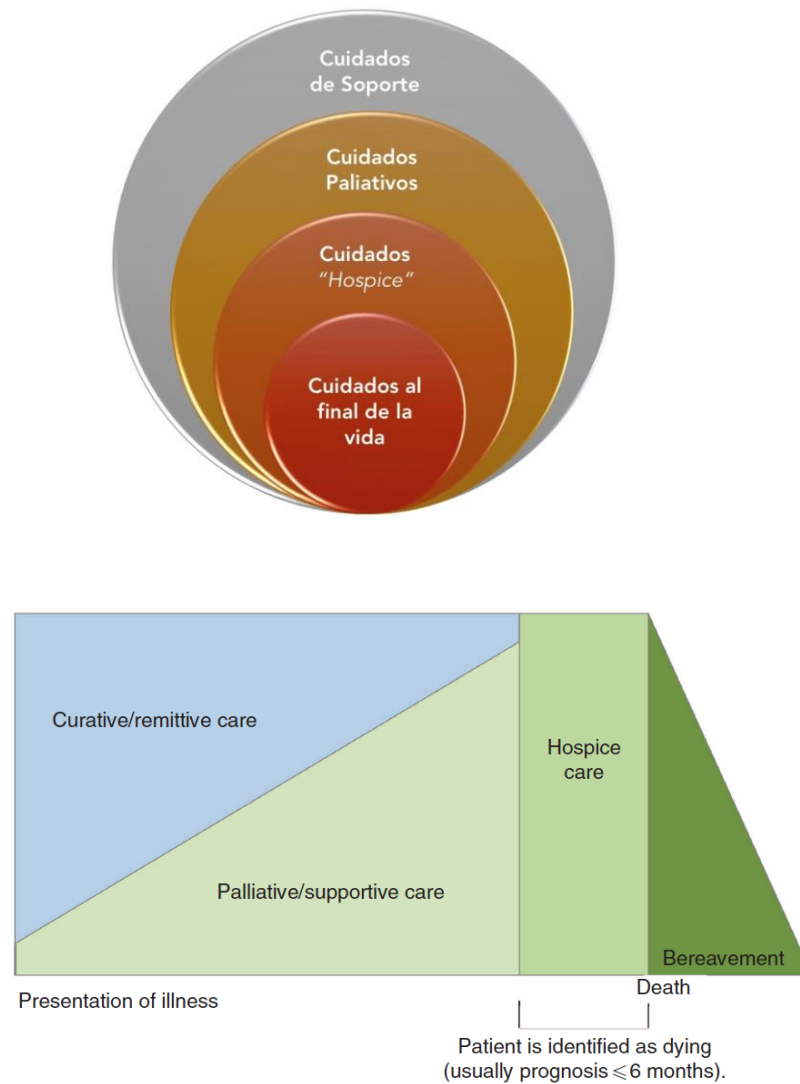 Cuidados
de Soporte
Cuidados
Paliativos
Cuidados
“Hospice”
Cuidados al
final de la
vida
Curative/remittive care
Hospice
care
Palliative/supportive care
Bereavement
Presentation of illness
Death
Patient is identified as dying
(usually prognosis ⩽ 6 months).